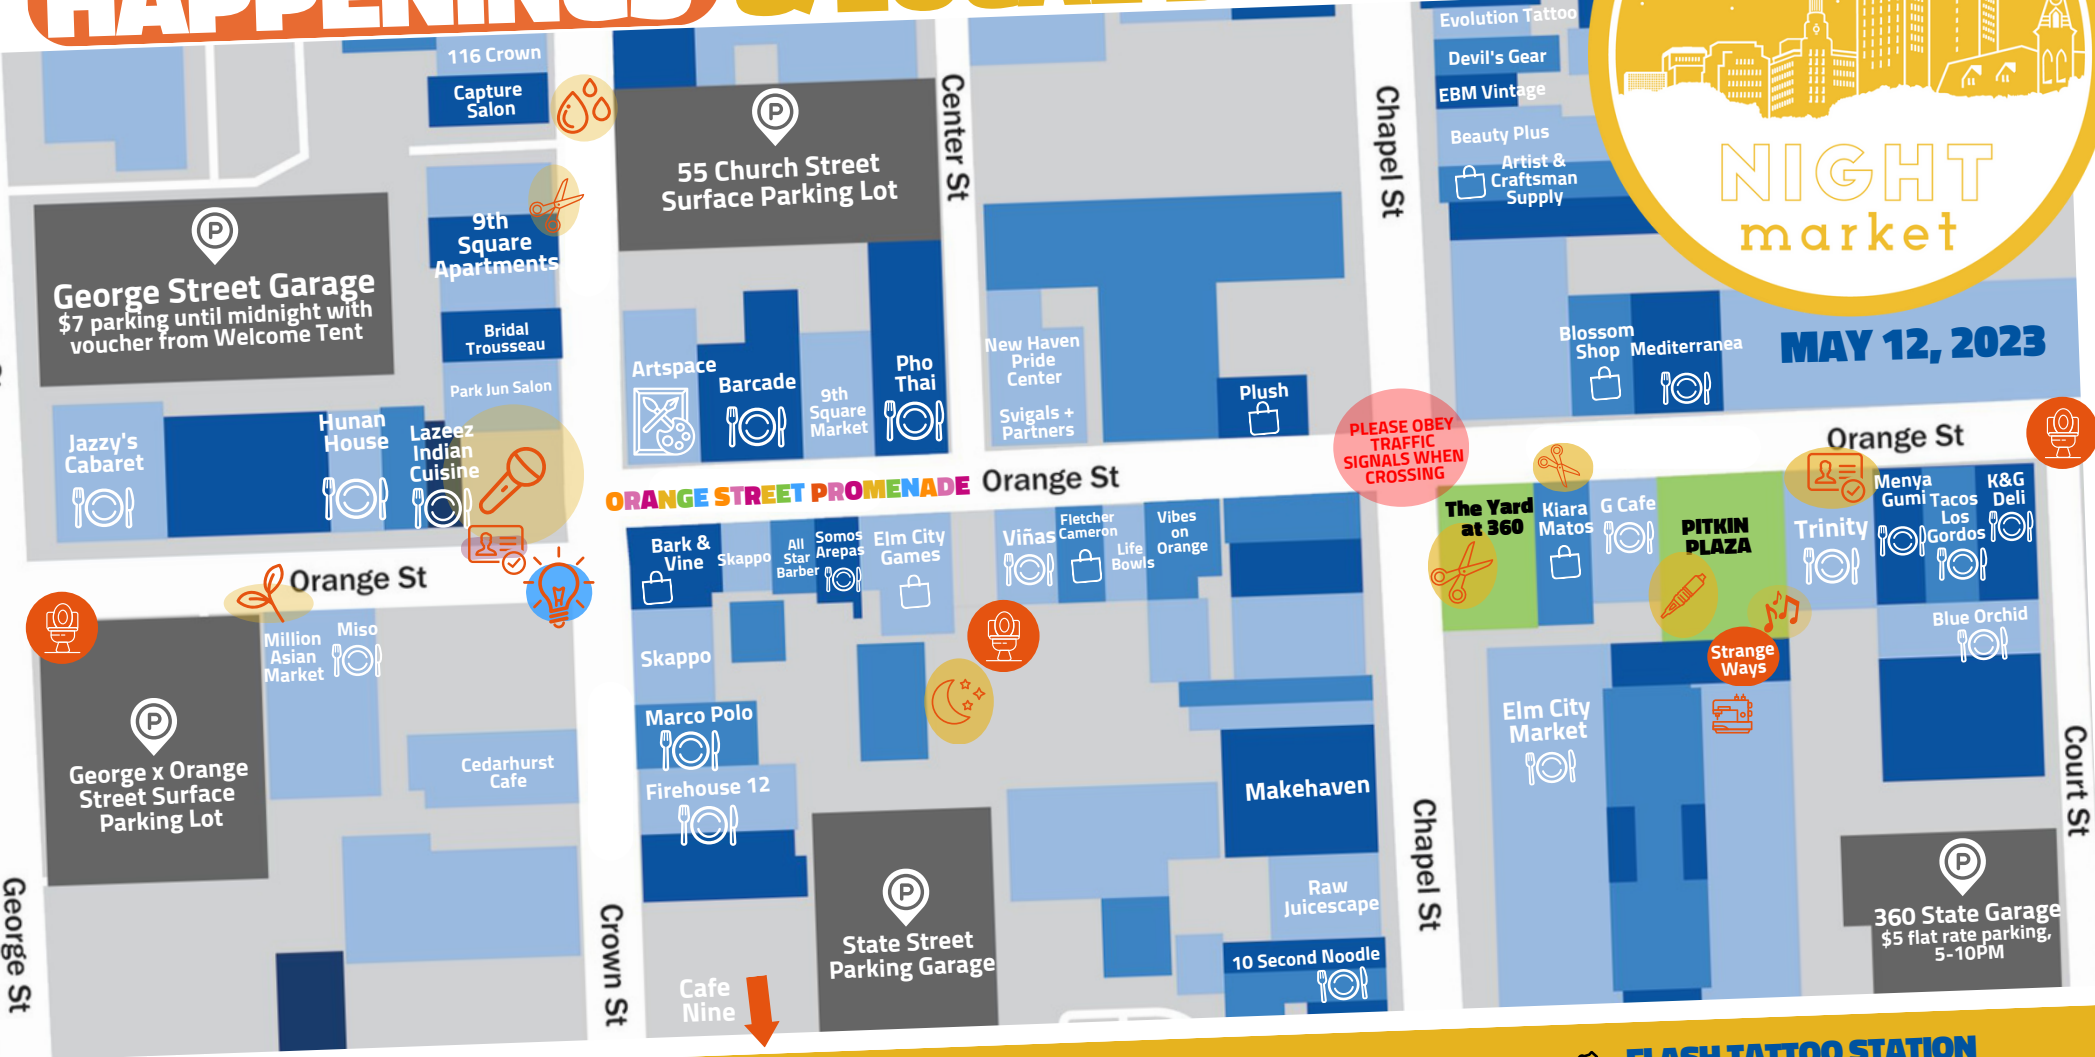 HAPPENINGS
116 Crown
Capture
Salon
55 Church Street
Surface Parking Lot
Center St
Chapel St
Evolution Tattoo
Devil's Gear
EBM Vintage
Beauty Plus
Artist &
Craftsman
Supply
NIGHT
market
MAY 12, 2023
George Street Garage
$7 parking until midnight with
voucher from Welcome Tent
9th
Square
Apartments
Bridal
Trousseau
Park Jun Salon
Jazzy's
Cabaret
Hunan
House
Lazeez
Indian
Cuisine
Artspace
Barcade
9th
Square
Market
Pho
Thai
New Haven
Pride
Center
Svigals +
Partners
Plush
Blossom
Shop
Mediterranea
PLEASE OBEY
TRAFFIC
SIGNALS WHEN
CROSSING
ORANGE STREET PROMENADE
Orange St
Orange St
Orange St
Bark &
Vine
Skappo
All
Star
Barber
Somos
Arepas
Elm City
Games
Viñas
Fletcher
Cameron
Life
Bowls
Vibes
on
Orange
The Yard
at 360
Kiara
Matos
G Cafe
PITKIN
PLAZA
Trinity
Menya
Gumi
Tacos
Los
Gordos
K&G
Deli
Blue Orchid
Million
Asian
Market
Miso
Skappo
Marco Polo
Firehouse 12
Cedarhurst
Cafe
George x Orange
Street Surface
Parking Lot
Strange
Ways
Elm City
Market
Makehaven
Raw
Juicescape
10 Second Noodle
State Street
Parking Garage
Cafe
Nine
George St
Crown St
Chapel St
Court St
360 State Garage
$5 flat rate parking,
5-10PM
FLASH TATTOO STATION